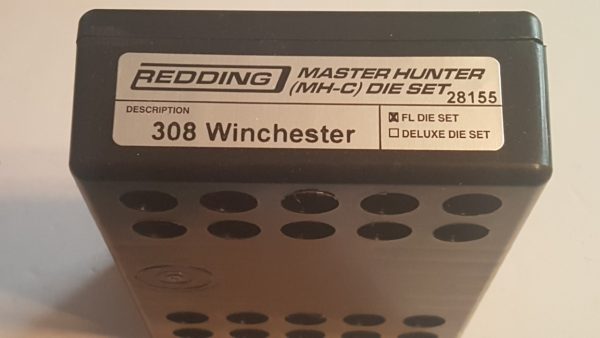 REDDING MASTER HUNTER
(MH-C) DIE SET
28155
DESCRIPTION
308 Winchester
☒ FL DIE SET
☐ DELUXE DIE SET